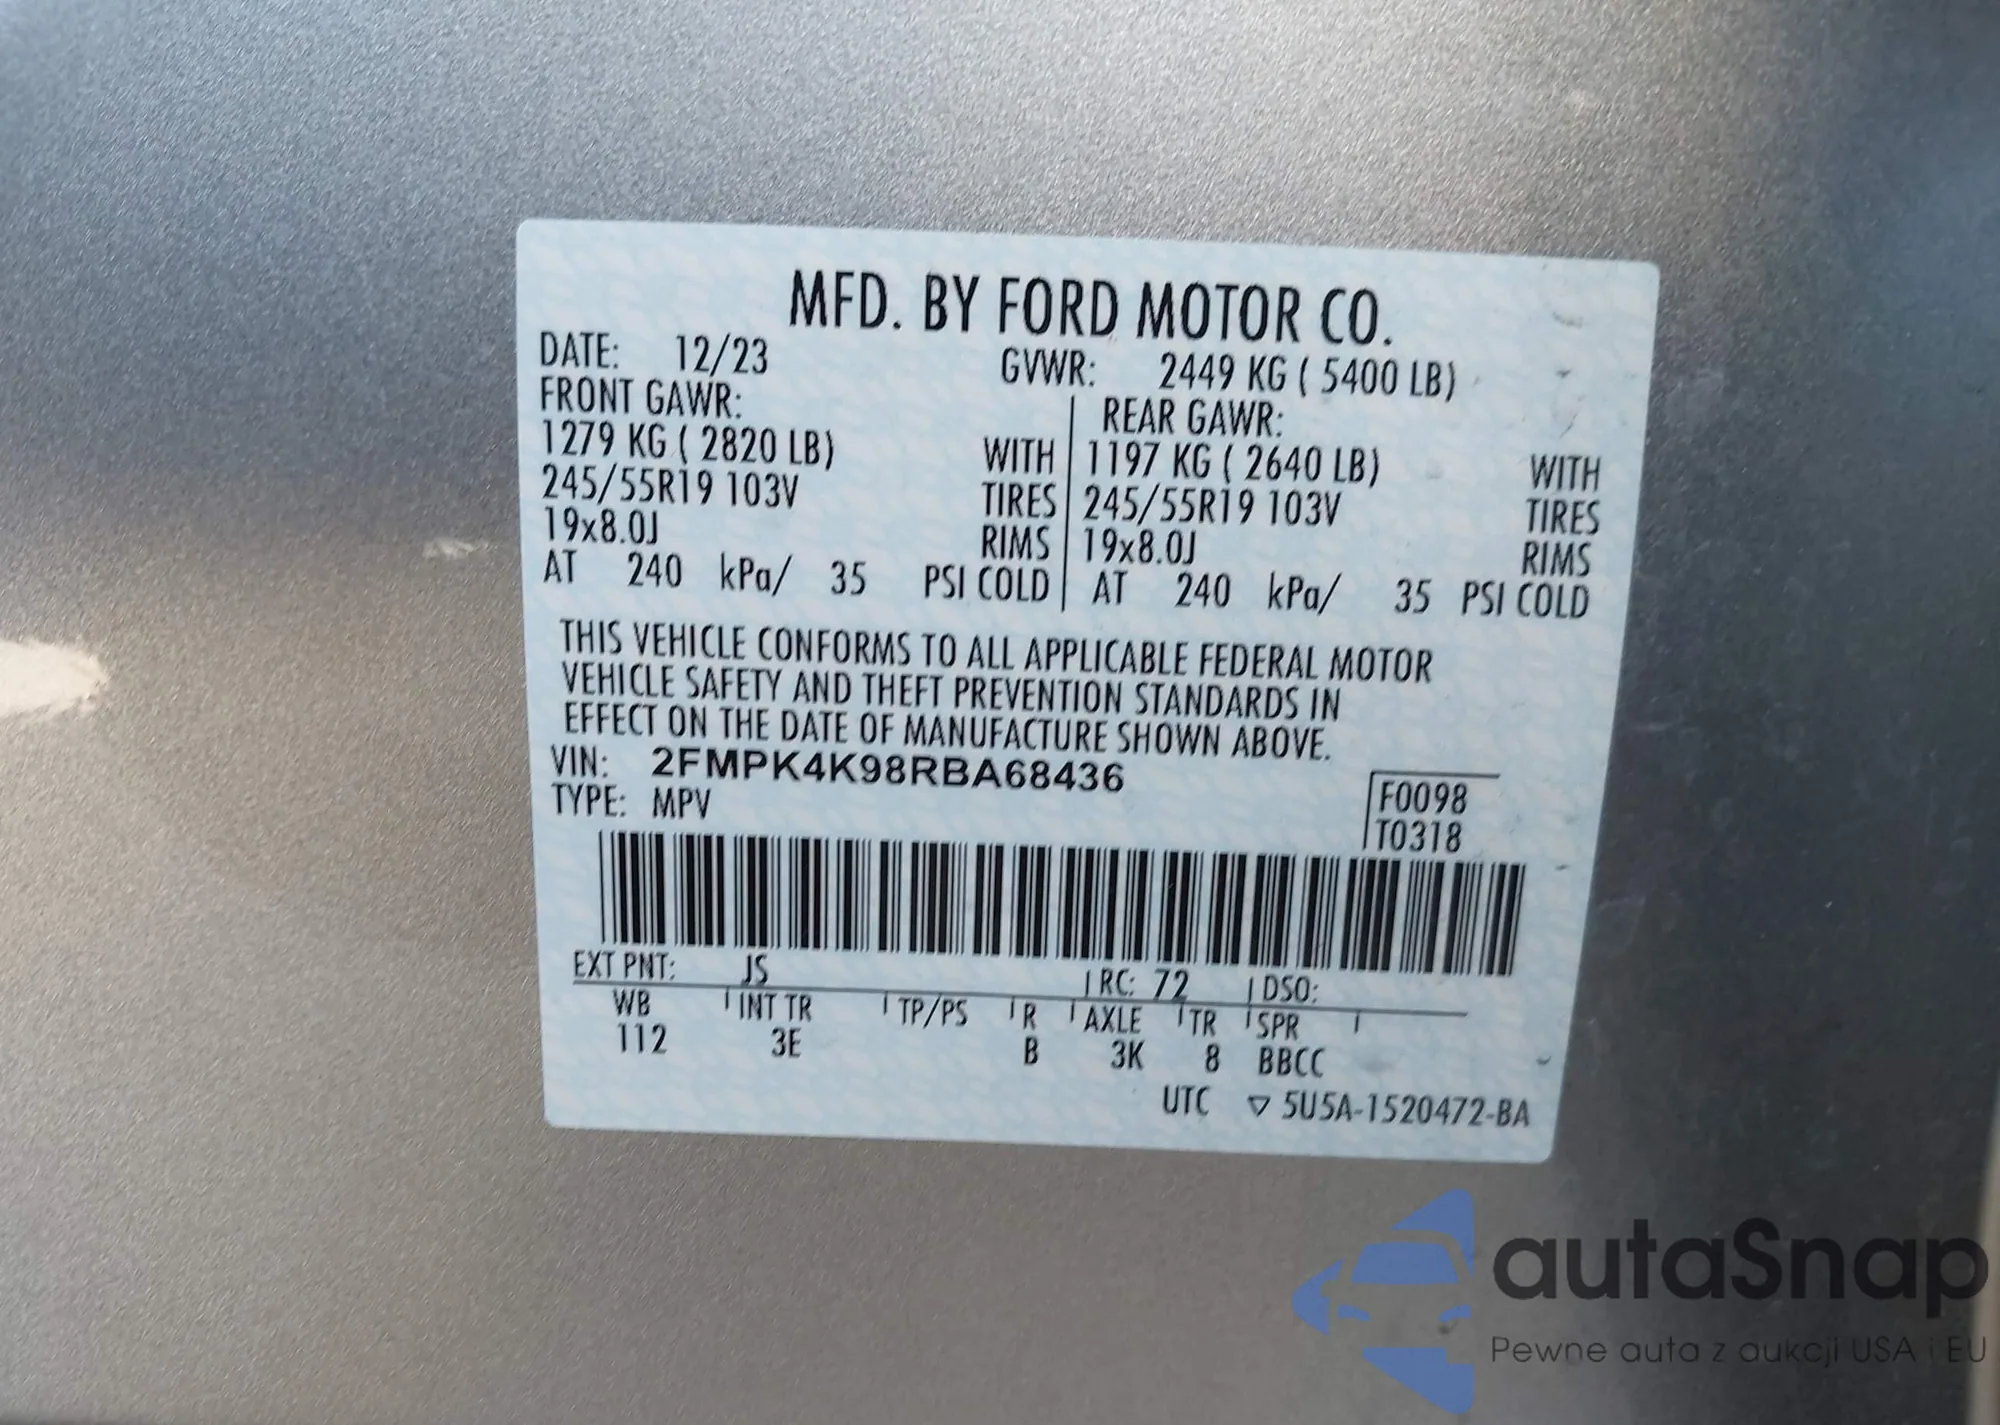 MFD. BY FORD MOTOR CO.
DATE: 12/23 GVWR: 2449 KG ( 5400 LB)
FRONT GAWR: REAR GAWR:
1279 KG ( 2820 LB) WITH 1197 KG ( 2640 LB) WITH
245/55R19 103V TIRES 245/55R19 103V TIRES
19x8.0J RIMS 19x8.0J RIMS
AT 240 kPa/ 35 PSI COLD AT 240 kPa/ 35 PSI COLD
THIS VEHICLE CONFORMS TO ALL APPLICABLE FEDERAL MOTOR
VEHICLE SAFETY AND THEFT PREVENTION STANDARDS IN
EFFECT ON THE DATE OF MANUFACTURE SHOWN ABOVE.
VIN: 2FMPK4K98RBA68436
TYPE: MPV
F0098
T0318
EXT PNT: JS RC: 72 DSO:
WB INT TR TP/PS R AXLE TR SPR
112 3E B 3K 8 BBCC
UTC ▽ 5U5A-1520472-BA
autaSnap
Pewne auta z aukcji USA i EU